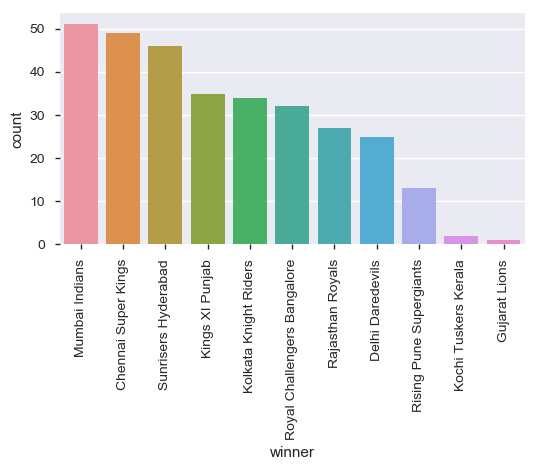 50
40
30
20
10
0
count
Mumbai Indians
Chennai Super Kings
Sunrisers Hyderabad
Kings XI Punjab
Kolkata Knight Riders
Royal Challengers Bangalore
Rajasthan Royals
Delhi Daredevils
Rising Pune Supergiants
Kochi Tuskers Kerala
Gujarat Lions
winner